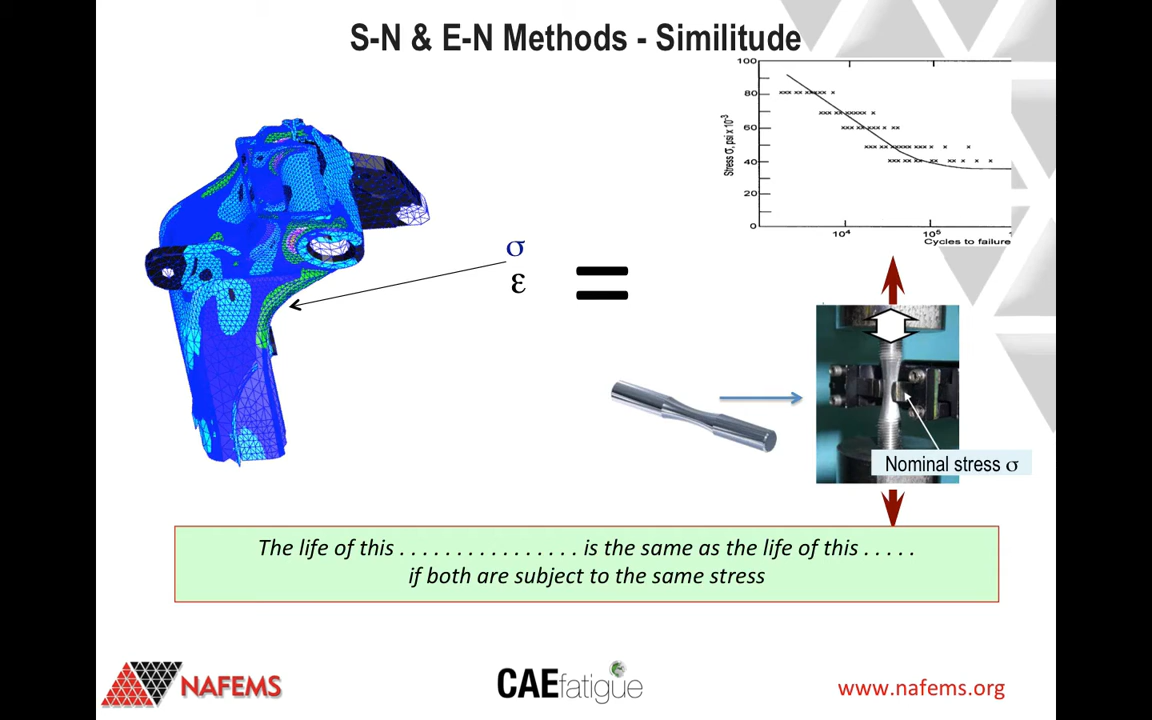 S-N & E-N Methods - Similitude
100
80
60
40
20
0
Stress σ, psi x 10⁻³
10⁴
10⁵
1
Cycles to failure
σ
ε
=
Nominal stress σ
The life of this . . . . . . . . . . . . . . . . is the same as the life of this . . . . .
if both are subject to the same stress
NAFEMS
CAEfatigue
www.nafems.org